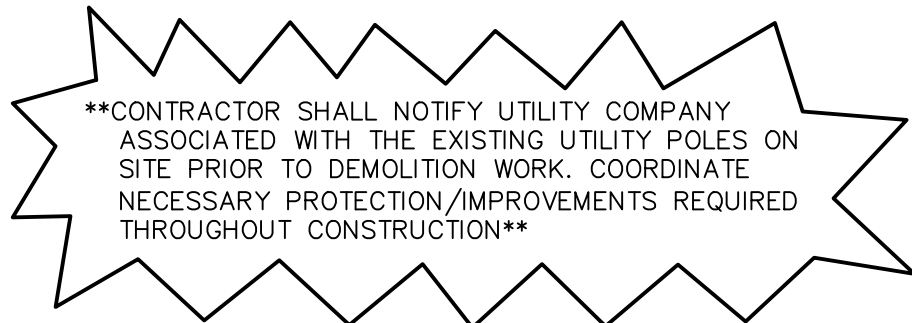 **CONTRACTOR SHALL NOTIFY UTILITY COMPANY
ASSOCIATED WITH THE EXISTING UTILITY POLES ON
SITE PRIOR TO DEMOLITION WORK. COORDINATE
NECESSARY PROTECTION/IMPROVEMENTS REQUIRED
THROUGHOUT CONSTRUCTION**